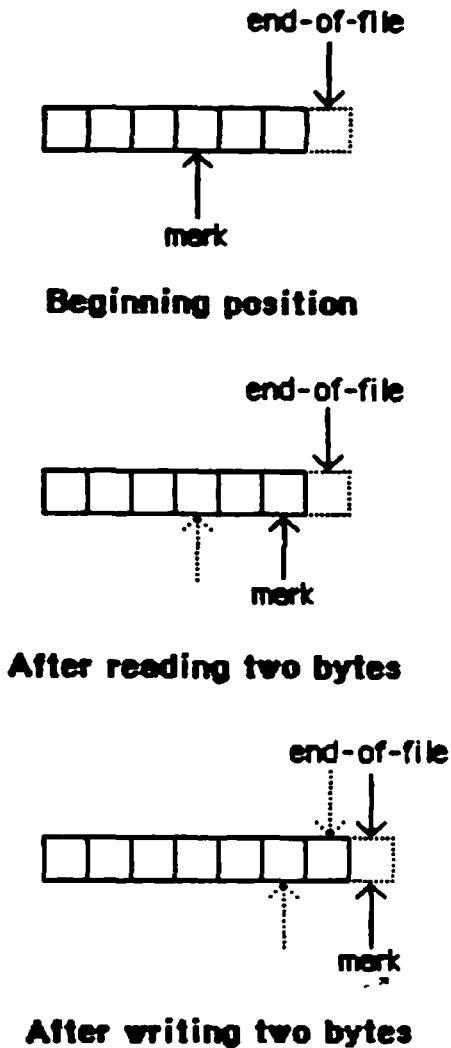 end-of-file
mark
Beginning position
end-of-file
mark
After reading two bytes
end-of-file
mark
After writing two bytes